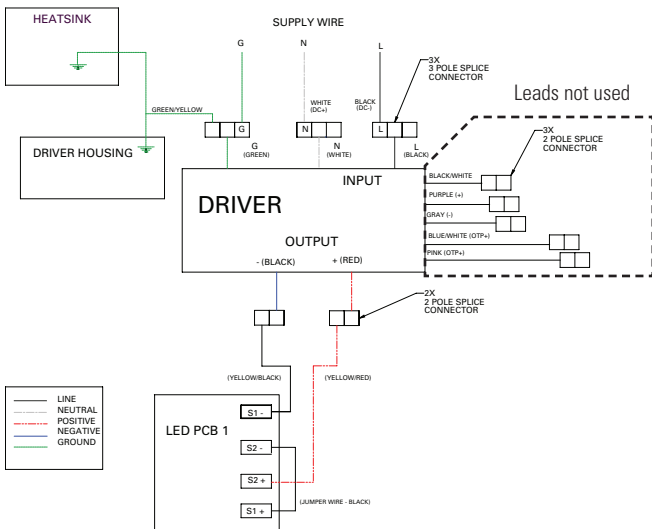 HEATSINK
SUPPLY WIRE
G
N
L
3X
3 POLE SPLICE
CONNECTOR
WHITE
(DC+)
BLACK
(DC-)
Leads not used
GREEN/YELLOW
G
N
L
3X
2 POLE SPLICE
CONNECTOR
DRIVER HOUSING
G
(GREEN)
N
(WHITE)
L
(BLACK)
INPUT
BLACK/WHITE
DRIVER
PURPLE (+)
GRAY (-)
OUTPUT
BLUE/WHITE (OTP+)
- (BLACK)
+ (RED)
PINK (OTP+)
2X
2 POLE SPLICE
CONNECTOR
(YELLOW/BLACK)
(YELLOW/RED)
LINE
NEUTRAL
POSITIVE
NEGATIVE
GROUND
LED PCB 1
S1 -
S2 -
S2 +
S1 +
(JUMPER WIRE - BLACK)